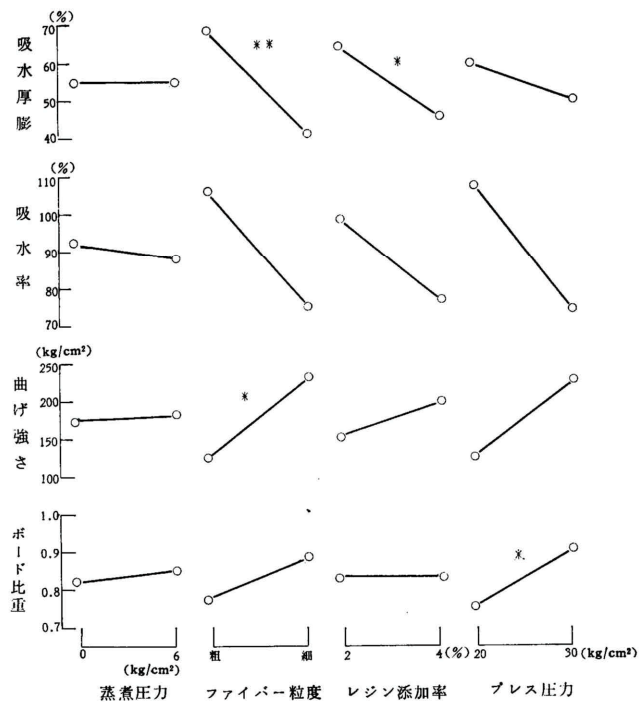 (%)
70
60
50
40
吸水厚膨
**
*
(%)
110
100
90
80
70
吸水率
(kg/cm²)
250
200
150
100
曲げ強さ
*
1.0
0.9
0.8
0.7
ボード比重
*
0 6 粗 細 2 4(%) 20 30(kg/cm²)
(kg/cm²)
蒸煮圧力 ファイバー粒度 レジン添加率 プレス圧力